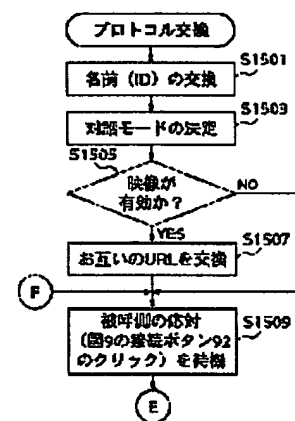 プロトコル交換
S1501
名前（ID）の交換
S1503
対話モードの決定
S1505
映像が
有効か？
NO
YES
S1507
お互いのURLを交換
F
S1509
被呼側の応対
（図9の接続ボタン92
のクリック）を待機
E